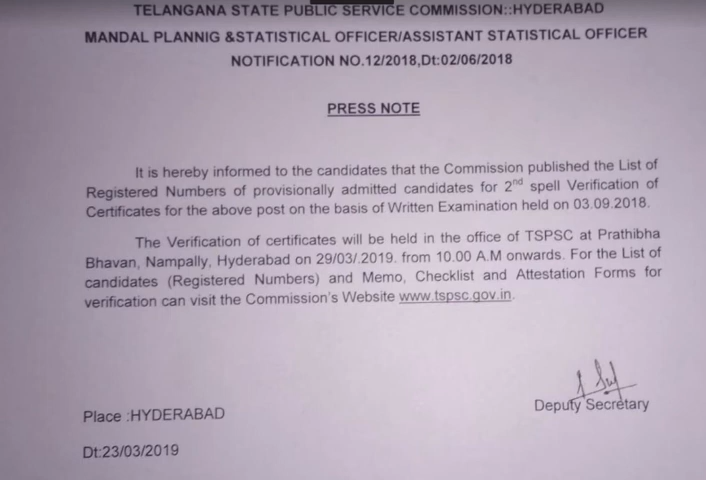 TELANGANA STATE PUBLIC SERVICE COMMISSION::HYDERABAD
MANDAL PLANNIG &STATISTICAL OFFICER/ASSISTANT STATISTICAL OFFICER
NOTIFICATION NO.12/2018,Dt:02/06/2018
PRESS NOTE
It is hereby informed to the candidates that the Commission published the List of
Registered Numbers of provisionally admitted candidates for 2nd spell Verification of
Certificates for the above post on the basis of Written Examination held on 03.09.2018.
The Verification of certificates will be held in the office of TSPSC at Prathibha
Bhavan, Nampally, Hyderabad on 29/03/.2019. from 10.00 A.M onwards. For the List of
candidates (Registered Numbers) and Memo, Checklist and Attestation Forms for
verification can visit the Commission's Website www.tspsc.gov.in.
Deputy Secretary
Place :HYDERABAD
Dt:23/03/2019